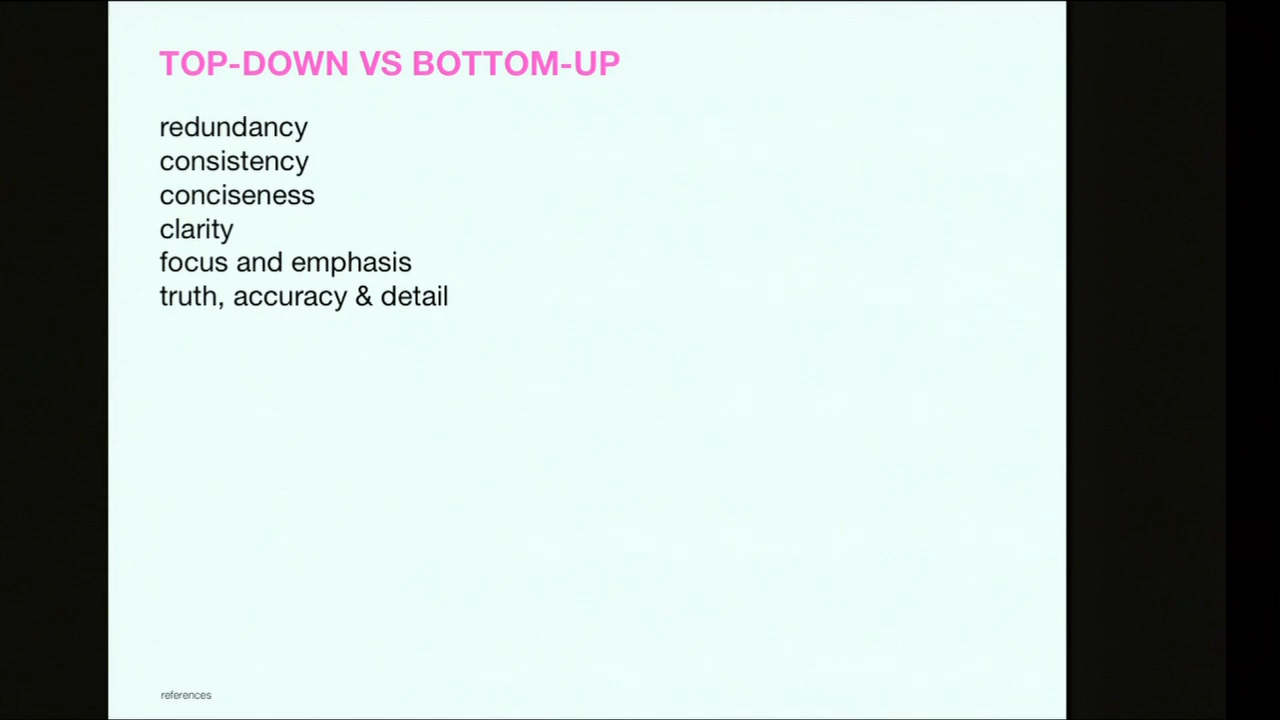 TOP-DOWN VS BOTTOM-UP
redundancy
consistency
conciseness
clarity
focus and emphasis
truth, accuracy & detail
references